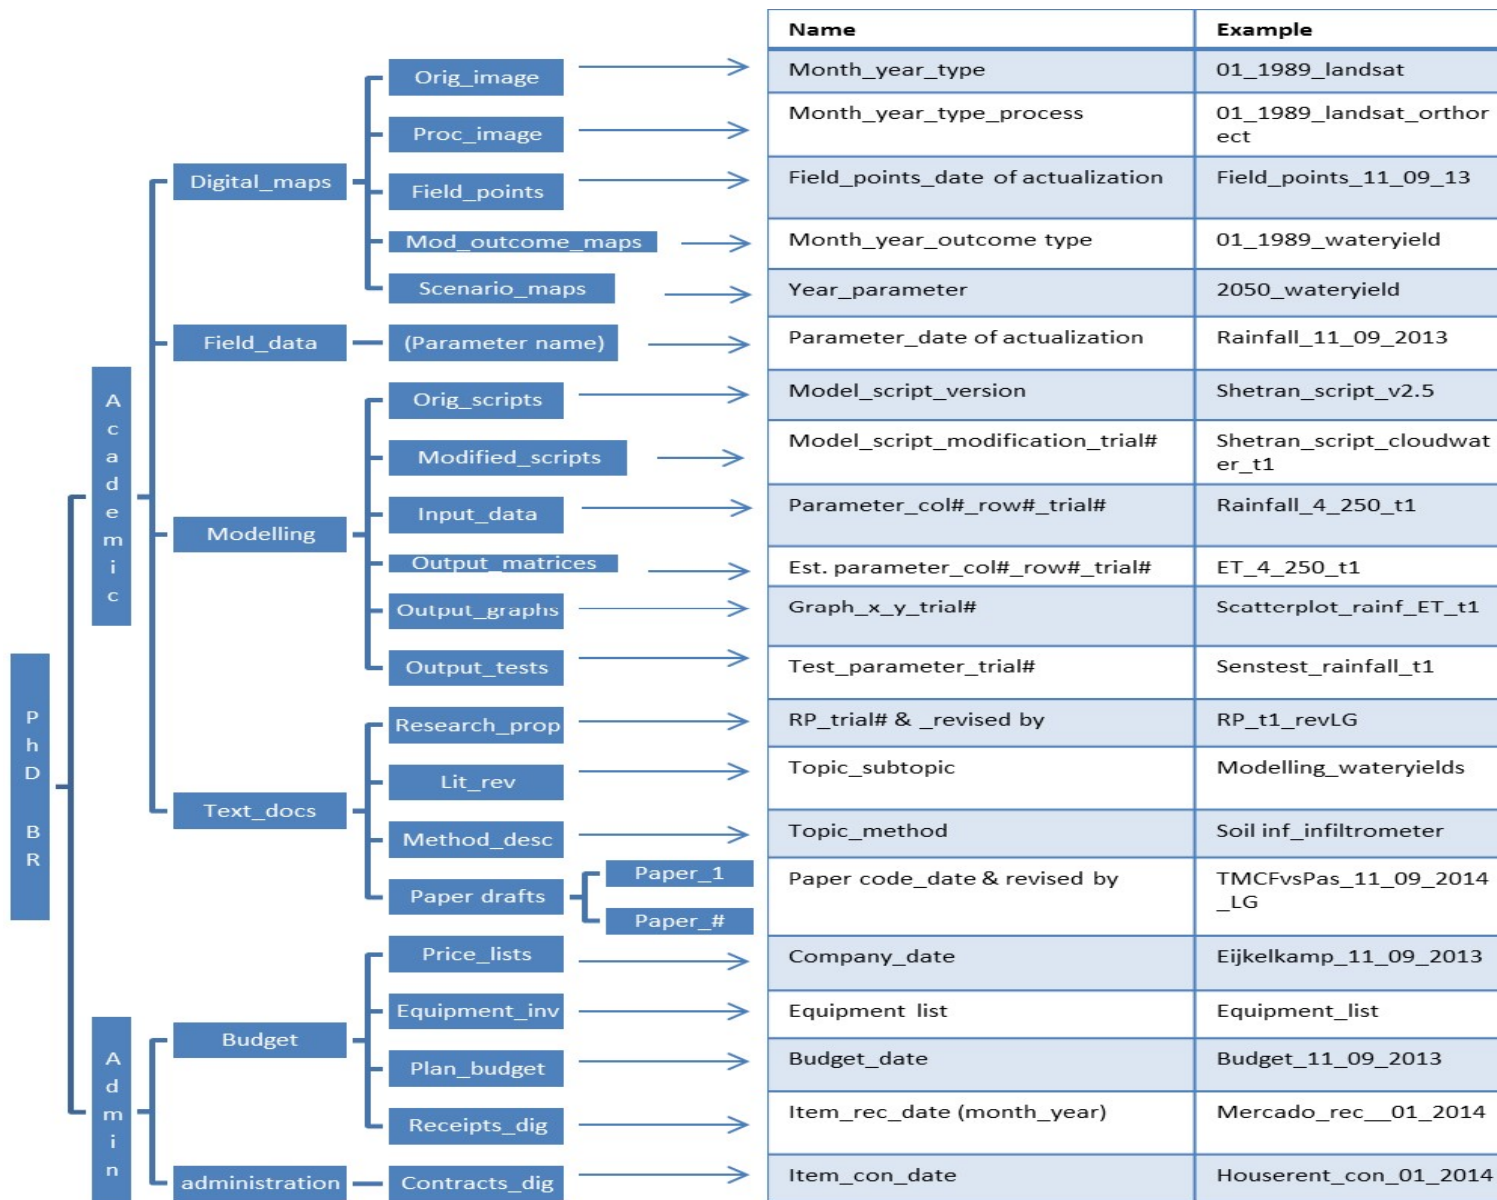 Name Example
Orig_image Month_year_type 01_1989_landsat
Proc_image Month_year_type_process 01_1989_landsat_orthor
ect
Digital_maps
Field_points Field_points_date of actualization Field_points_11_09_13
Mod_outcome_maps Month_year_outcome type 01_1989_wateryield
Scenario_maps Year_parameter 2050_wateryield
Field_data (Parameter name) Parameter_date of actualization Rainfall_11_09_2013
Academic
Orig_scripts Model_script_version Shetran_script_v2.5
Modified_scripts Model_script_modification_trial# Shetran_script_cloudwat
er_t1
Modelling
Input_data Parameter_col#_row#_trial# Rainfall_4_250_t1
Output_matrices Est. parameter_col#_row#_trial# ET_4_250_t1
Output_graphs Graph_x_y_trial# Scatterplot_rainf_ET_t1
Output_tests Test_parameter_trial# Senstest_rainfall_t1
PhD BR
Research_prop RP_trial# & _revised by RP_t1_revLG
Lit_rev Topic_subtopic Modelling_wateryields
Text_docs
Method_desc Topic_method Soil inf_infiltrometer
Paper drafts Paper_1 Paper code_date & revised by TMCFvsPas_11_09_2014
_LG
Paper_#
Price_lists Company_date Eijkelkamp_11_09_2013
Equipment_inv Equipment list Equipment_list
Budget
Admin
Plan_budget Budget_date Budget_11_09_2013
Receipts_dig Item_rec_date (month_year) Mercado_rec__01_2014
administration Contracts_dig Item_con_date Houserent_con_01_2014